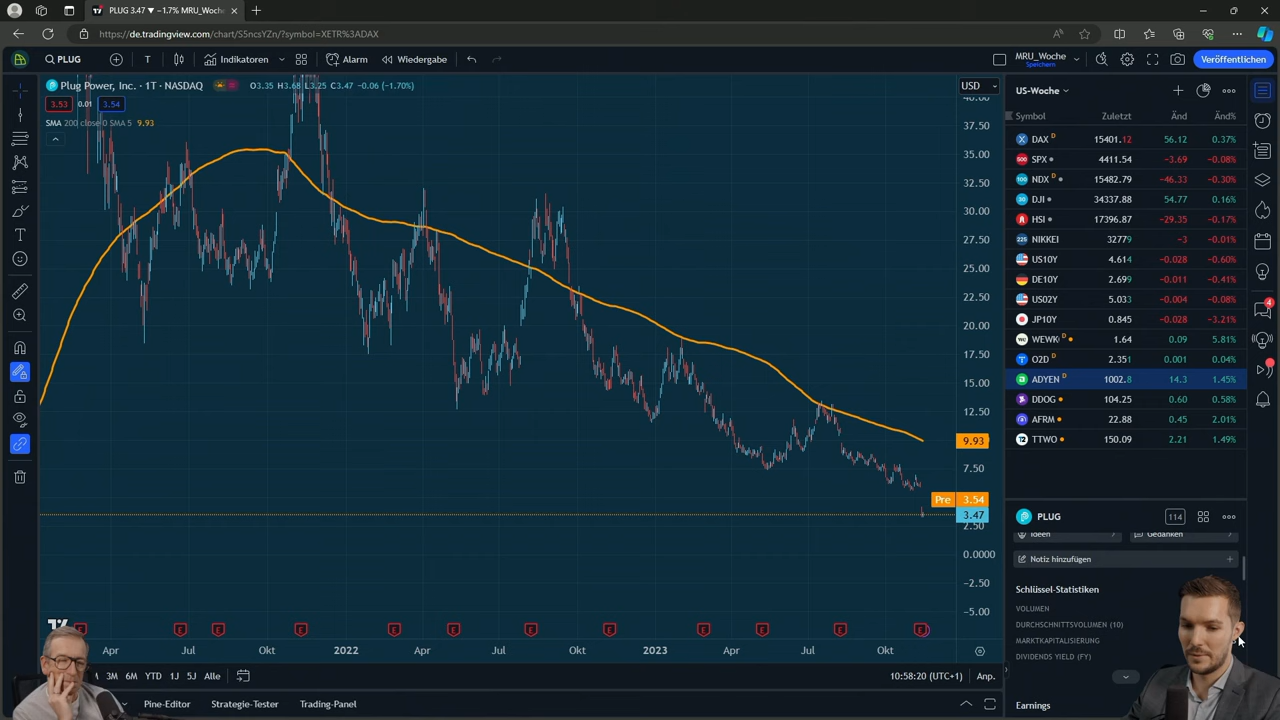 PLUG 3.47 ▼ −1.7% MRU_Woche
https://de.tradingview.com/chart/S5ncsYZn/?symbol=XETR%3ADAX
PLUG
T
Indikatoren
Alarm
Wiedergabe
MRU_Woche
Speichern
Veröffentlichen
Plug Power, Inc. · 1T · NASDAQ
O3.35 H3.68 L3.25 C3.47 −0.06 (−1.70%)
USD
3.53 0.01 3.54
SMA 200 close 0 SMA 5 9.93
40.00
37.50
35.00
32.50
30.00
27.50
25.00
22.50
20.00
17.50
15.00
12.50
9.93
7.50
Pre 3.54
3.47
2.50
0.0000
−2.50
−5.00
E E E E E E E E E E E E
Apr Jul Okt 2022 Apr Jul Okt 2023 Apr Jul Okt
3M 6M YTD 1J 5J Alle
10:58:20 (UTC+1) Anp.
Pine-Editor Strategie-Tester Trading-Panel
US-Woche
Symbol Zuletzt Änd Änd%
DAX D 15401.12 56.12 0.37%
SPX 4411.54 −3.69 −0.08%
NDX D 15482.79 −46.33 −0.30%
DJI 34337.88 54.77 0.16%
HSI 17396.87 −29.35 −0.17%
NIKKEI 32779 −3 −0.01%
US10Y 4.614 −0.028 −0.60%
DE10Y 2.699 −0.011 −0.41%
US02Y 5.033 −0.004 −0.08%
JP10Y 0.845 −0.028 −3.21%
WEWK D 1.64 0.09 5.81%
O2D D 2.351 0.001 0.04%
ADYEN D 1002.8 14.3 1.45%
DDOG 104.25 0.60 0.58%
AFRM 22.88 0.45 2.01%
TTWO 150.09 2.21 1.49%
4
PLUG
114
Ideen Gedanken
Notiz hinzufügen
Schlüssel-Statistiken
VOLUMEN
DURCHSCHNITTSVOLUMEN (10)
MARKTKAPITALISIERUNG
DIVIDENDS YIELD (FY)
Earnings